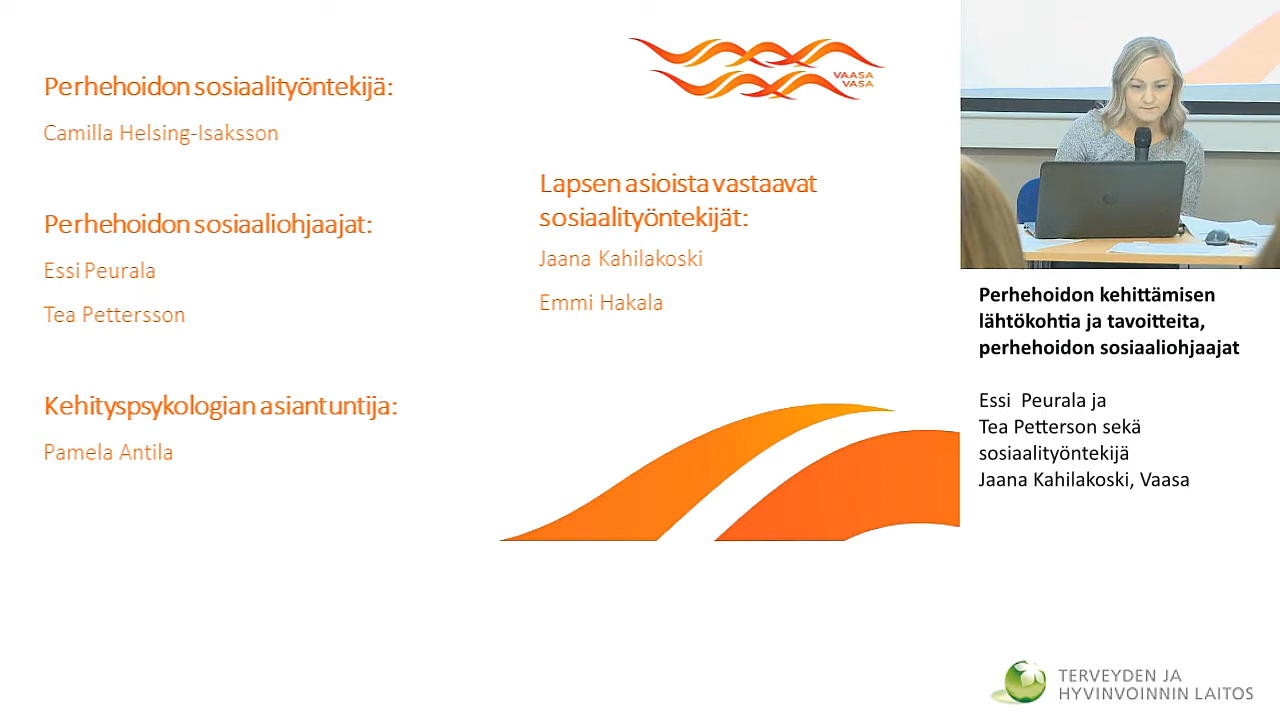 Perhehoidon sosiaalityöntekijä:
Camilla Helsing-Isaksson
Perhehoidon sosiaaliohjaajat:
Essi Peurala
Tea Pettersson
Kehityspsykologian asiantuntija:
Pamela Antila
VAASA
VASA
Lapsen asioista vastaavat
sosiaalityöntekijät:
Jaana Kahilakoski
Emmi Hakala
Perhehoidon kehittämisen
lähtökohtia ja tavoitteita,
perhehoidon sosiaaliohjaajat
Essi Peurala ja
Tea Petterson sekä
sosiaalityöntekijä
Jaana Kahilakoski, Vaasa
TERVEYDEN JA
HYVINVOINNIN LAITOS